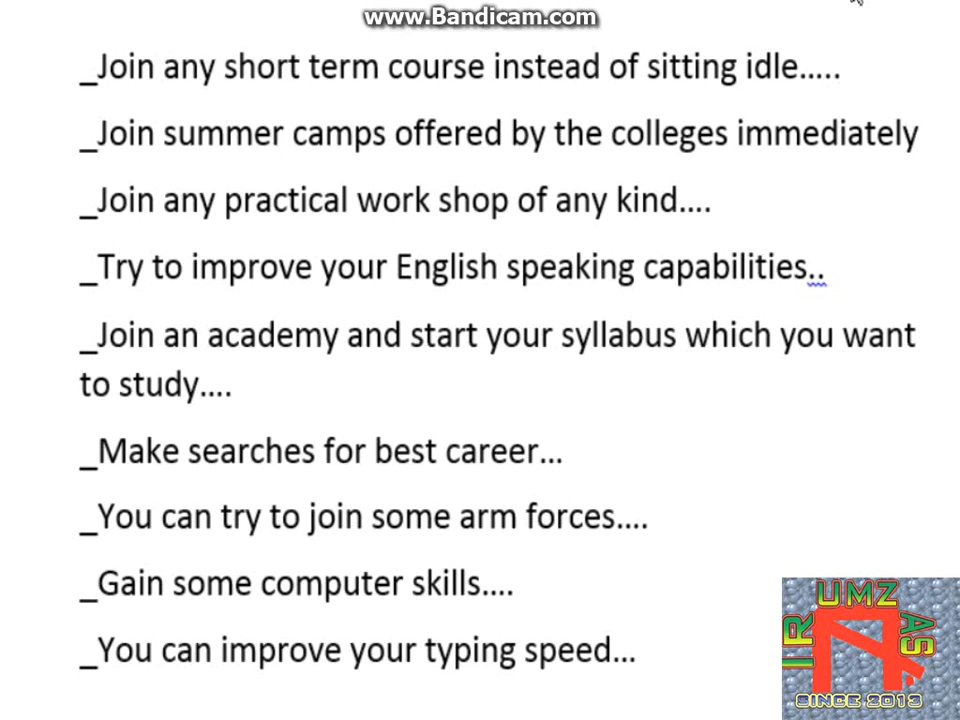 www.Bandicam.com
_Join any short term course instead of sitting idle.....
_Join summer camps offered by the colleges immediately
_Join any practical work shop of any kind....
_Try to improve your English speaking capabilities..
_Join an academy and start your syllabus which you want
to study....
_Make searches for best career...
_You can try to join some arm forces....
_Gain some computer skills....
_You can improve your typing speed...
IR UMZ AS
SINCE 2013